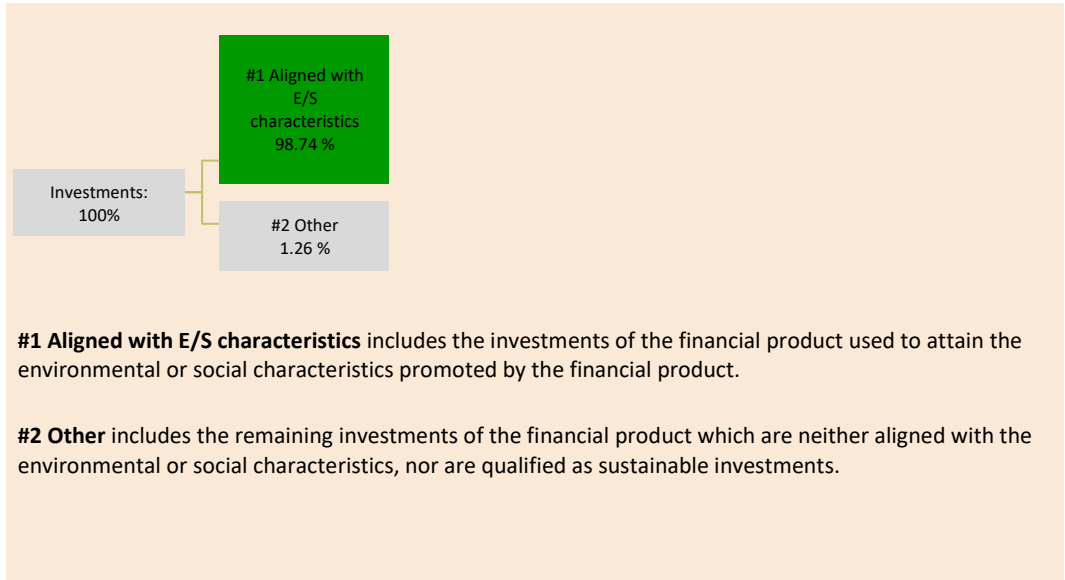 #1 Aligned with
E/S
characteristics
98.74 %
Investments:
100%
#2 Other
1.26 %
#1 Aligned with E/S characteristics includes the investments of the financial product used to attain the
environmental or social characteristics promoted by the financial product.
#2 Other includes the remaining investments of the financial product which are neither aligned with the
environmental or social characteristics, nor are qualified as sustainable investments.